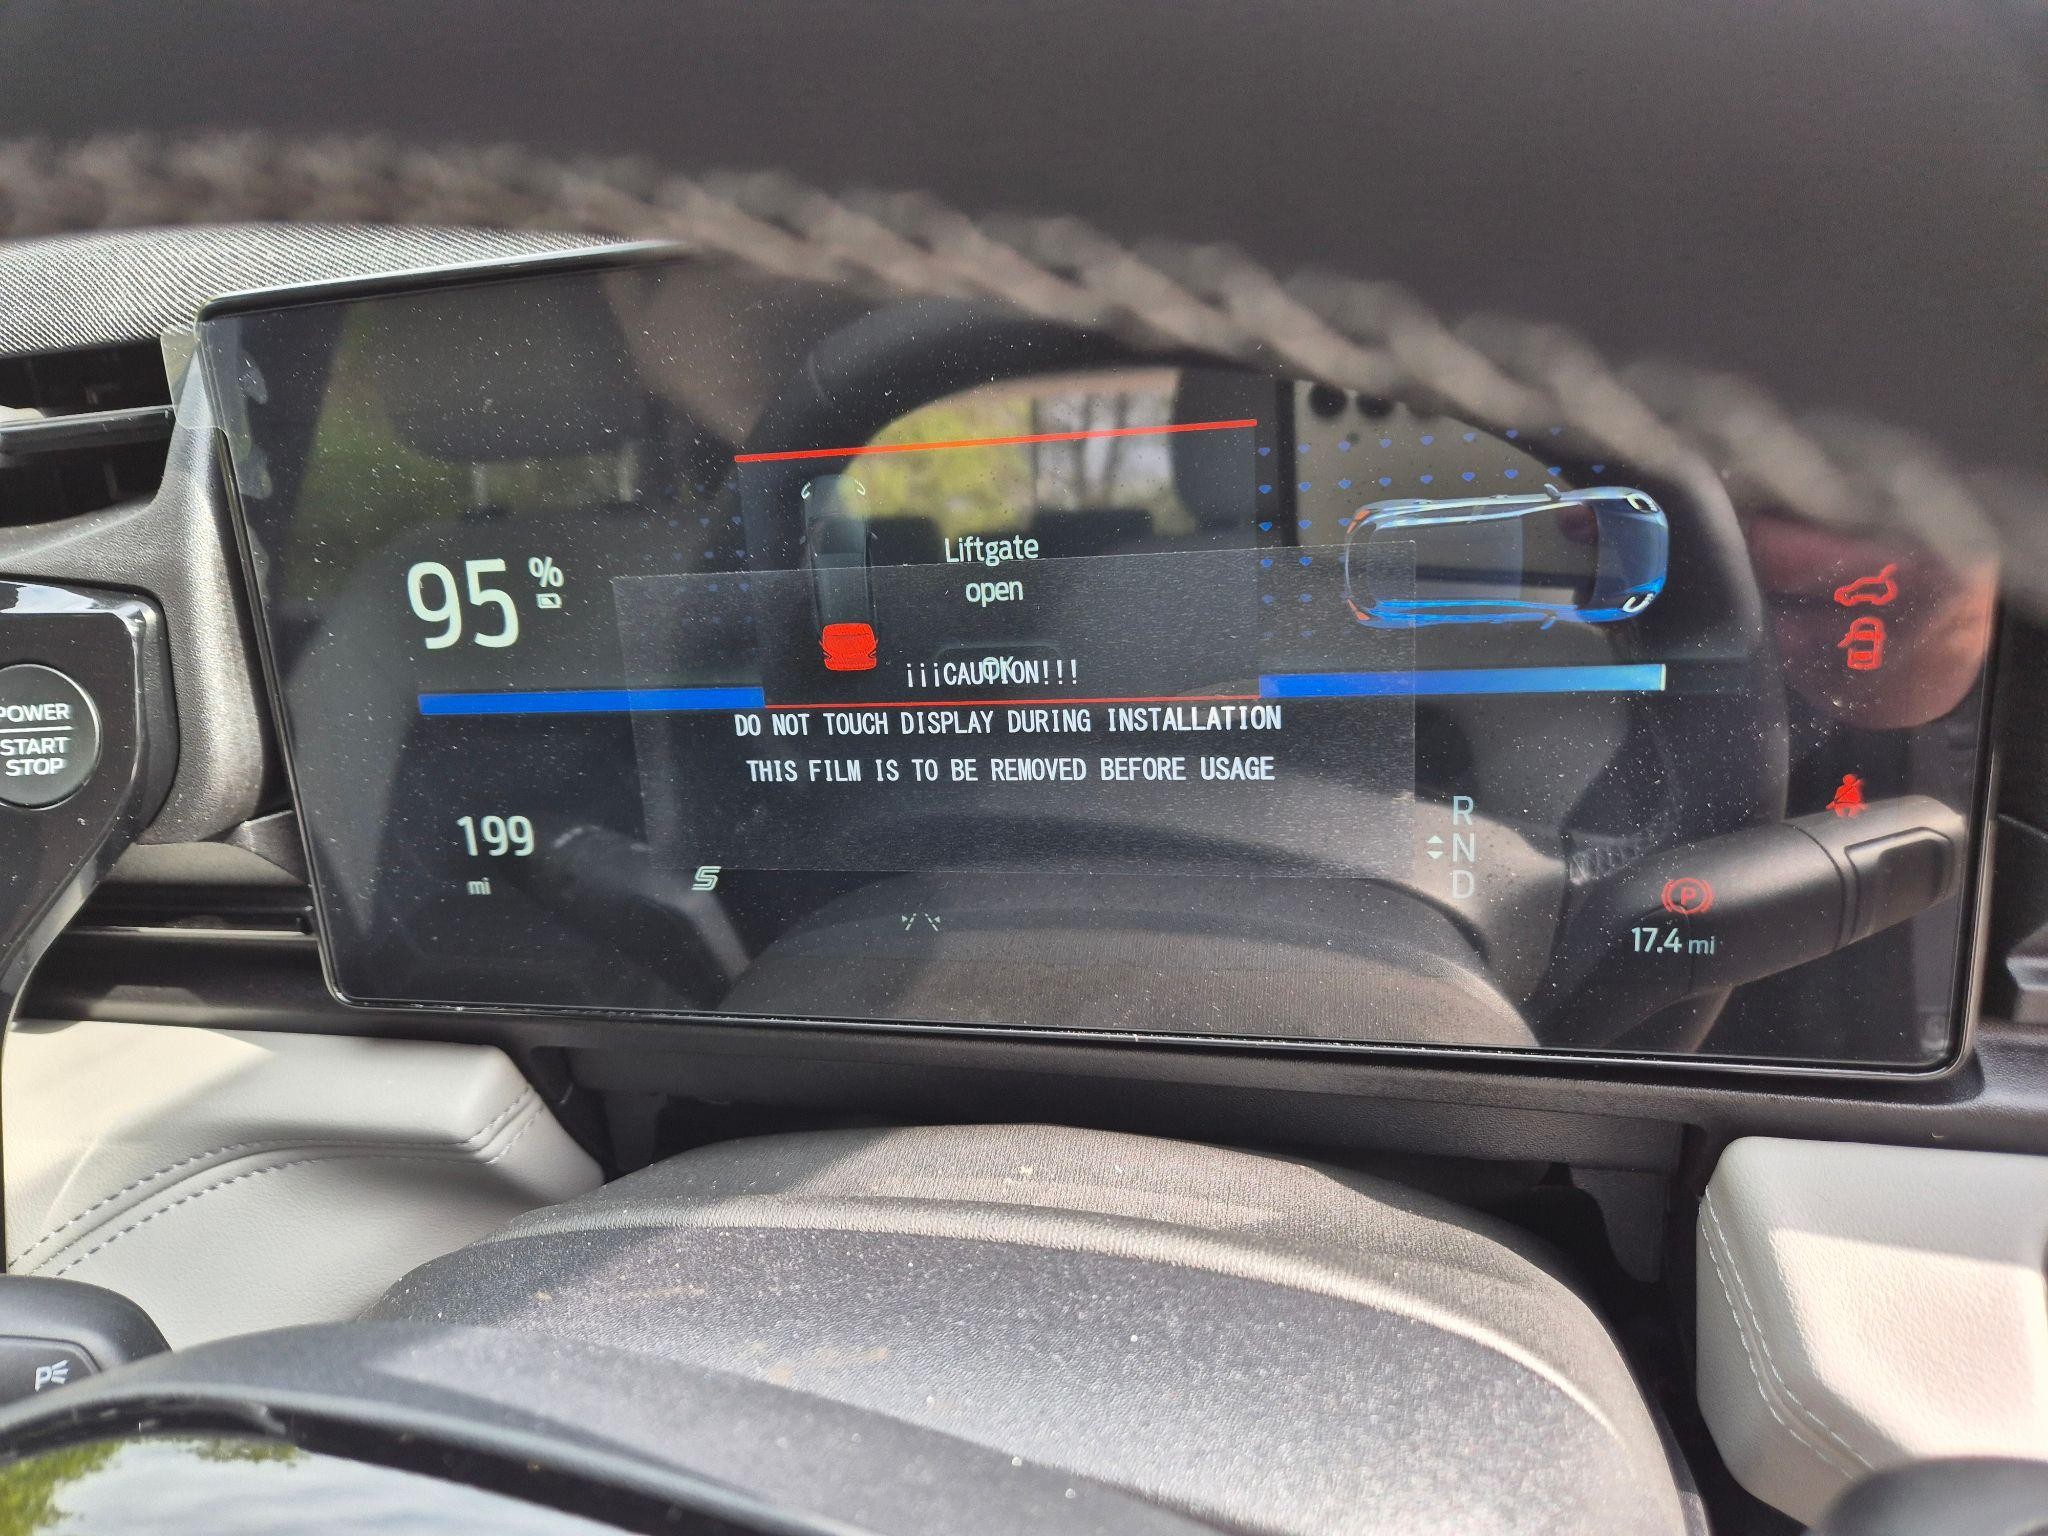 95 %
Liftgate
open
OK
¡¡¡CAUTION!!!
DO NOT TOUCH DISPLAY DURING INSTALLATION
THIS FILM IS TO BE REMOVED BEFORE USAGE
POWER
START
STOP
199
mi
S
R
N
D
P
17.4 mi
P